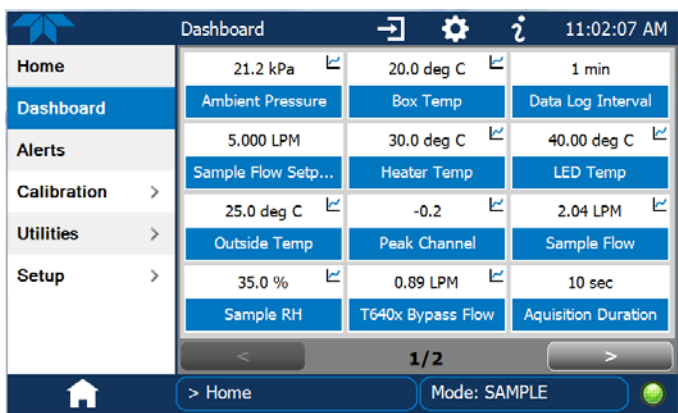 Dashboard 11:02:07 AM
Home
Dashboard
Alerts
Calibration >
Utilities >
Setup >
21.2 kPa 20.0 deg C 1 min
Ambient Pressure Box Temp Data Log Interval
5.000 LPM 30.0 deg C 40.00 deg C
Sample Flow Setp... Heater Temp LED Temp
25.0 deg C -0.2 2.04 LPM
Outside Temp Peak Channel Sample Flow
35.0 % 0.89 LPM 10 sec
Sample RH T640x Bypass Flow Aquisition Duration
< 1/2 >
> Home Mode: SAMPLE